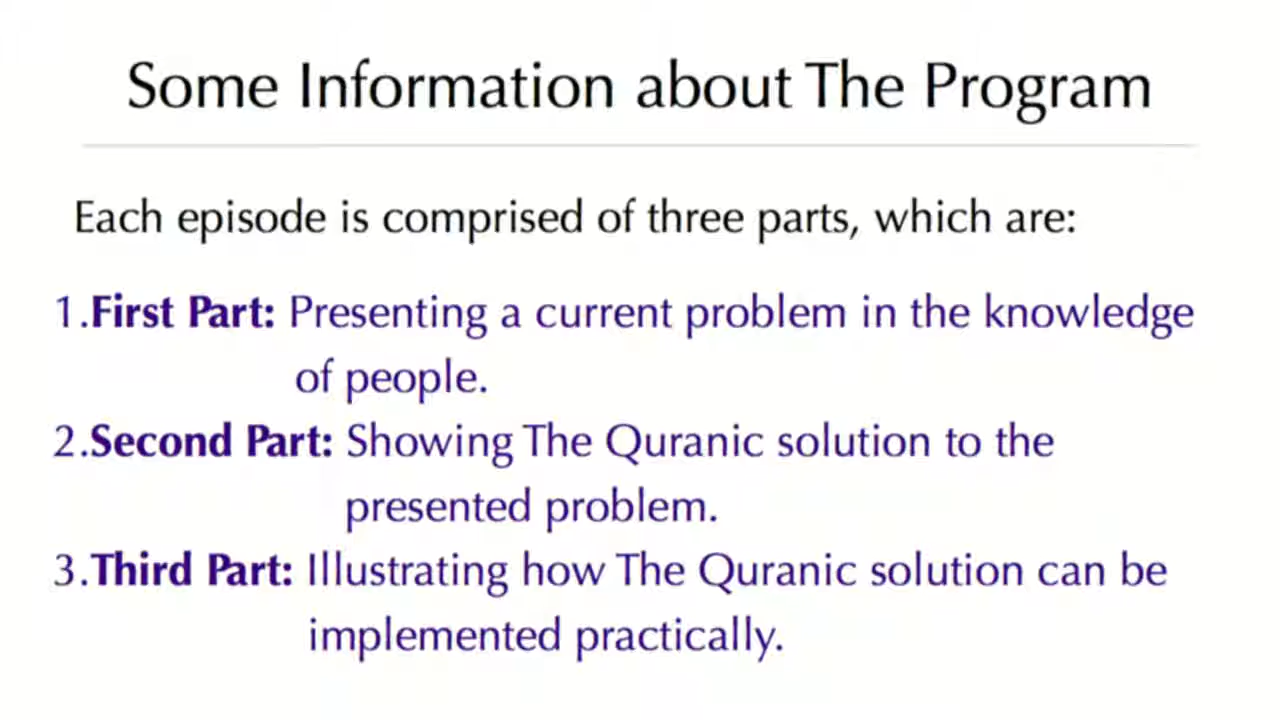 Some Information about The Program
Each episode is comprised of three parts, which are:
1.First Part: Presenting a current problem in the knowledge
of people.
2.Second Part: Showing The Quranic solution to the
presented problem.
3.Third Part: Illustrating how The Quranic solution can be
implemented practically.